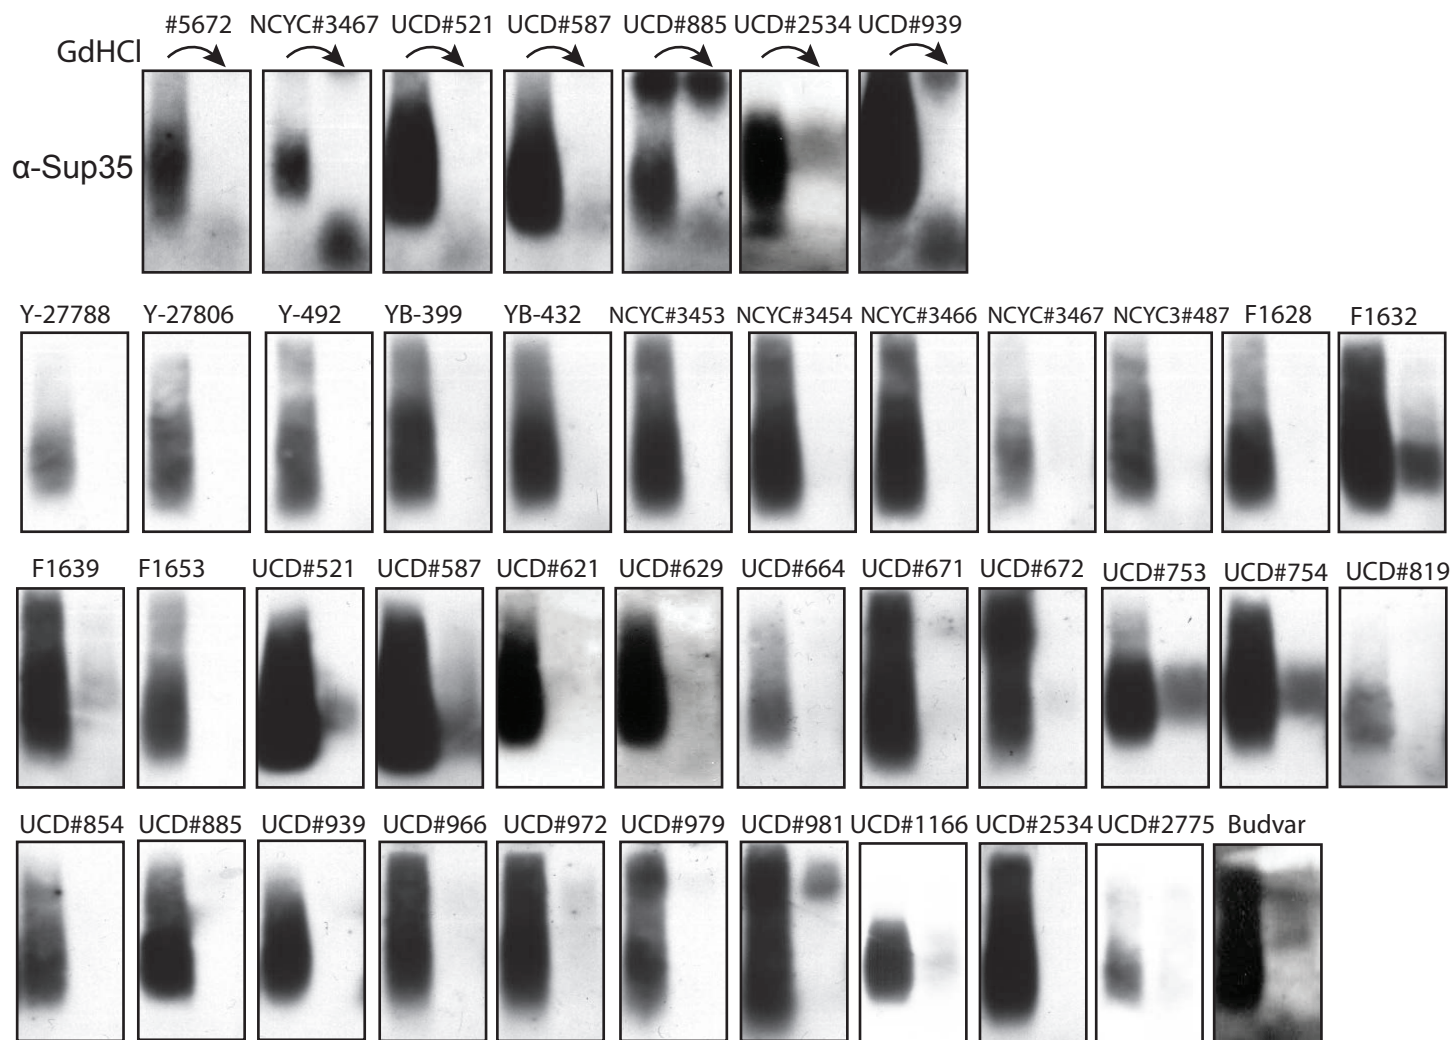 #5672 NCYC#3467 UCD#521 UCD#587 UCD#885 UCD#2534 UCD#939
GdHCl
α-Sup35
Y-27788 Y-27806 Y-492 YB-399 YB-432 NCYC#3453 NCYC#3454 NCYC#3466 NCYC#3467 NCYC3#487 F1628 F1632
F1639 F1653 UCD#521 UCD#587 UCD#621 UCD#629 UCD#664 UCD#671 UCD#672 UCD#753 UCD#754 UCD#819
UCD#854 UCD#885 UCD#939 UCD#966 UCD#972 UCD#979 UCD#981 UCD#1166 UCD#2534 UCD#2775 Budvar